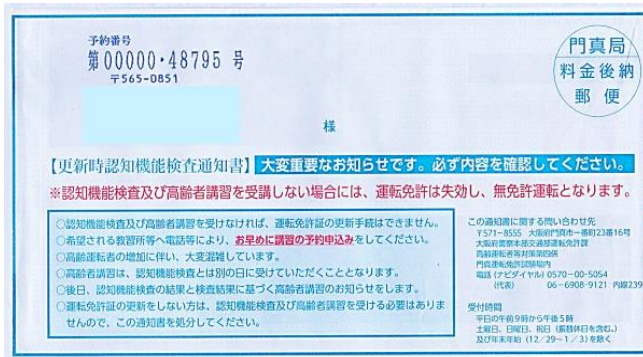 予約番号
第00000・48795 号
〒565-0851
様
門真局
料金後納
郵便
【更新時認知機能検査通知書】 大変重要なお知らせです。必ず内容を確認してください。
※認知機能検査及び高齢者講習を受講しない場合には、運転免許は失効し、無免許運転となります。
○認知機能検査及び高齢者講習を受けなければ、運転免許証の更新手続はできません。
○希望される教習所等へ電話等により、お早めに講習の予約申込みをしてください。
○高齢運転者の増加に伴い、大変混雑しています。
○高齢者講習は、認知機能検査とは別の日に受けていただくこととなります。
○後日、認知機能検査の結果と検査結果に基づく高齢者講習のお知らせをします。
○運転免許証の更新をしない方は、認知機能検査及び高齢者講習を受ける必要はありま
せんので、この通知書を処分してください。
この通知書に関する問い合わせ先
〒571-8555 大阪府門真市一番町23番16号
大阪府警察本部交通部運転免許課
高齢運転者等対策第四係
門真運転免許試験場内
電話 (ナビダイヤル) 0570-00-5054
(代表) 06-6908-9121 内線239
受付時間
平日の午前9時から午後5時
土曜日、日曜日、祝日 (振替休日を含む。)
及び年末年始 (12/29~1/3) を除く